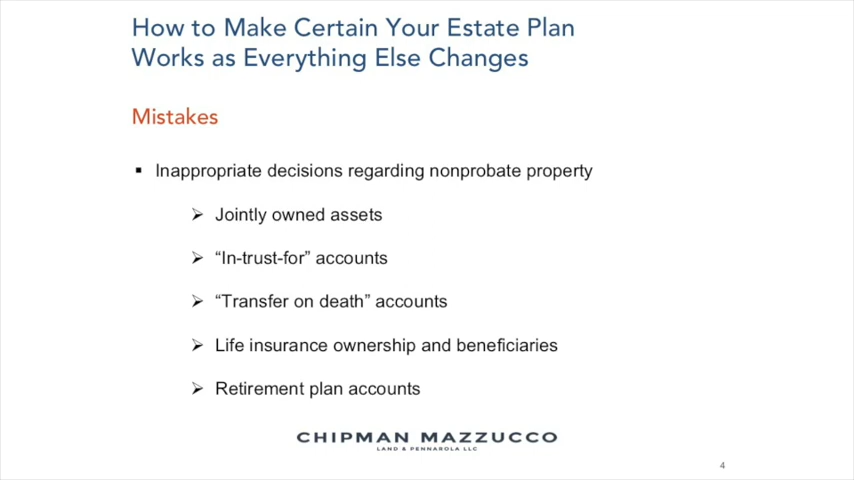 How to Make Certain Your Estate Plan
Works as Everything Else Changes
Mistakes
▪ Inappropriate decisions regarding nonprobate property
➢ Jointly owned assets
➢ “In-trust-for” accounts
➢ “Transfer on death” accounts
➢ Life insurance ownership and beneficiaries
➢ Retirement plan accounts
CHIPMAN MAZZUCCO
LAND & PENNAROLA LLC
4